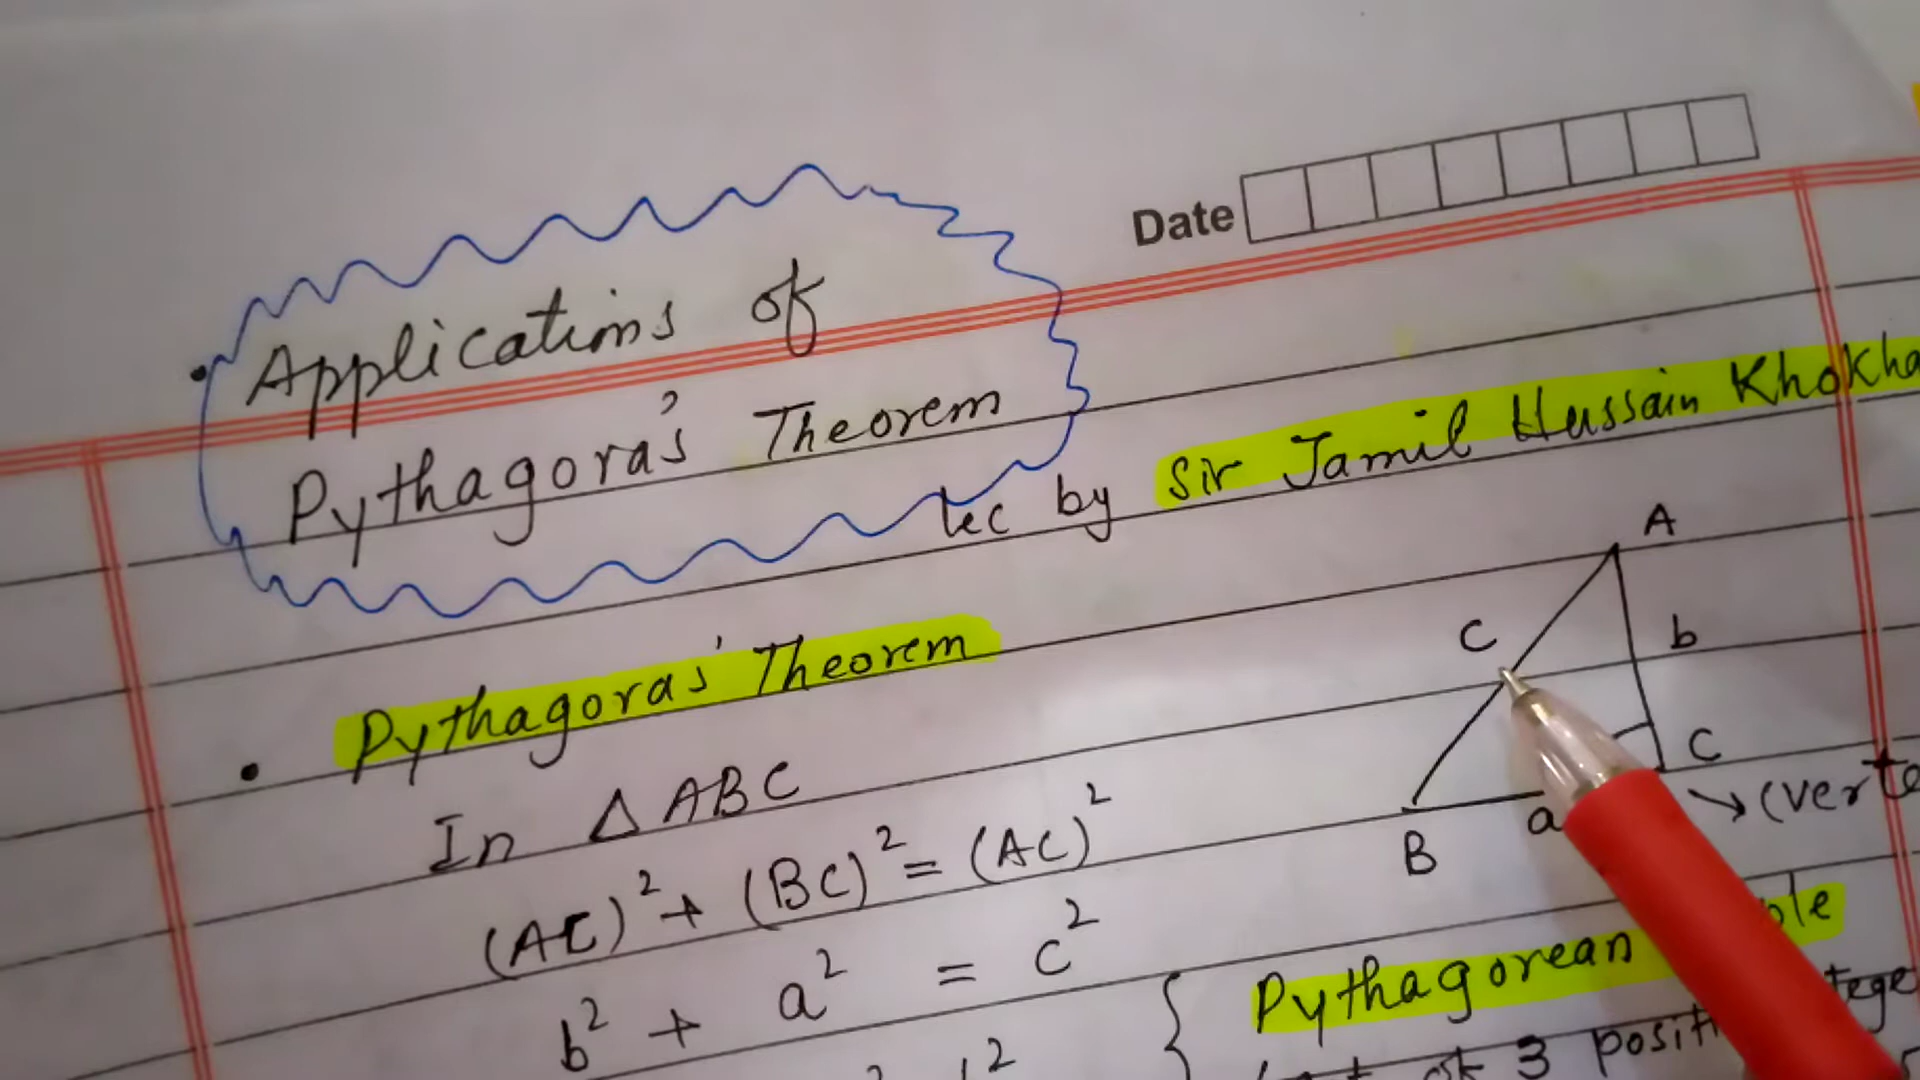 Date
Applications of
Pythagoras' Theorem
lec by Sir Jamil Hussain Khokha
A
C
b
C
B
a
→ (verte
• Pythagoras' Theorem
In △ ABC
(AC)² + (BC)² = (AC)²
b² + a² = c²
Pythagorean
3 positi